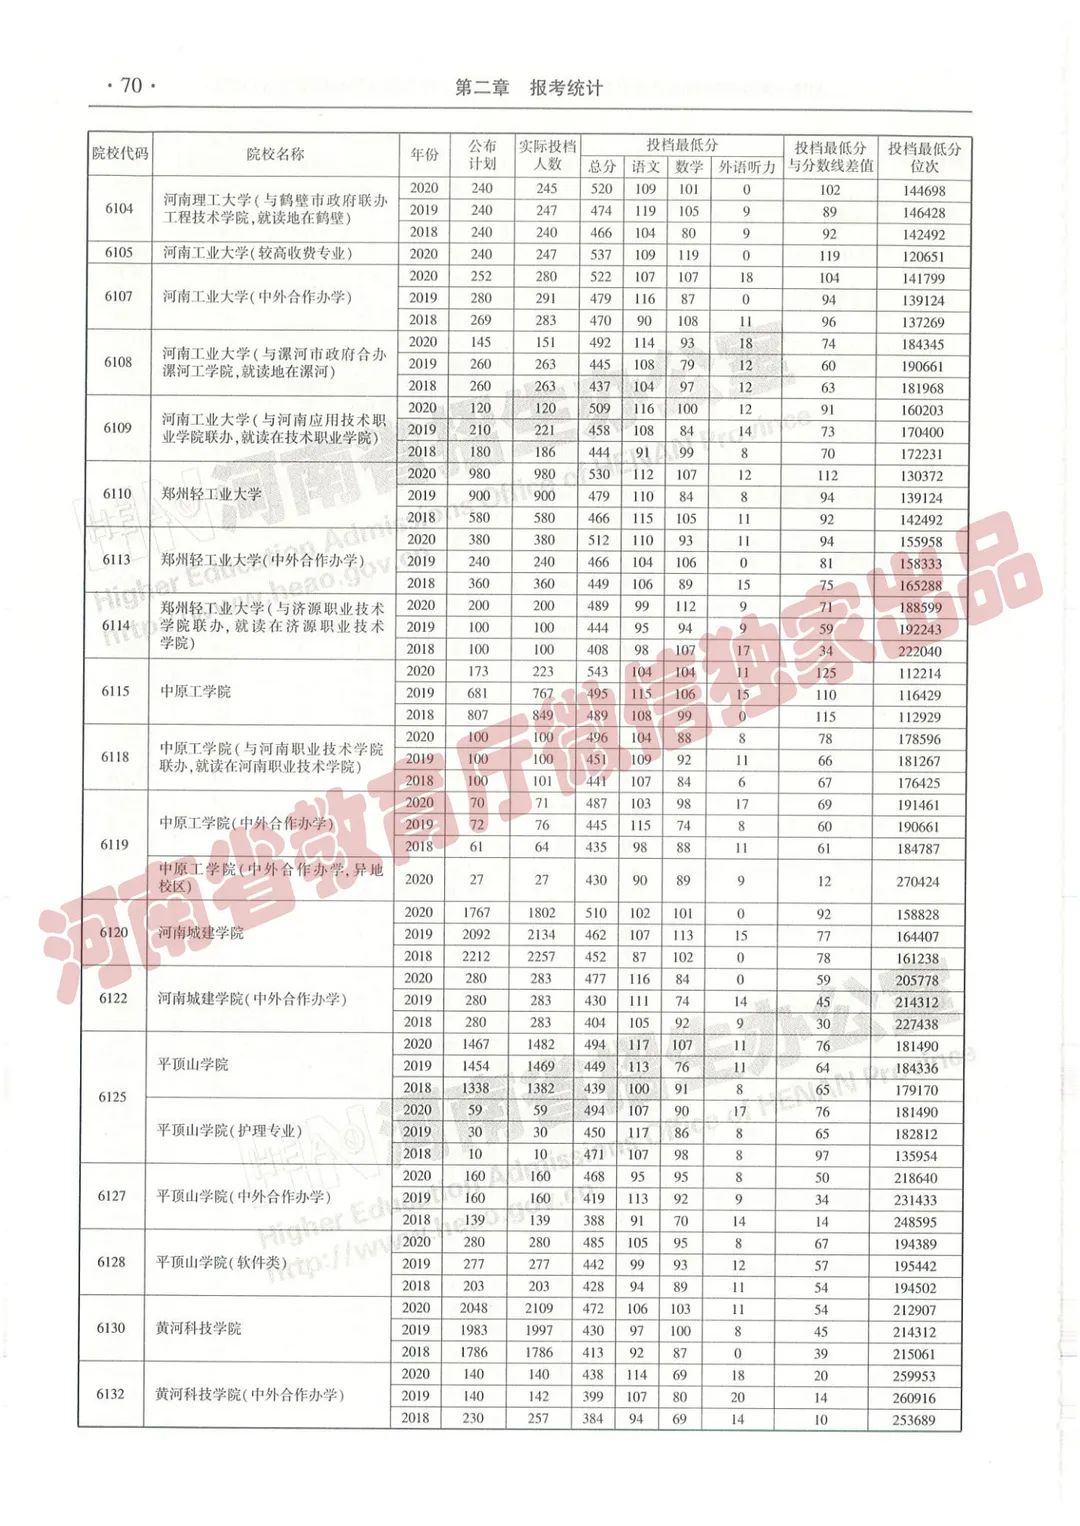 ·70·
第二章 报考统计
院校代码 院校名称 年份 公布计划 实际投档人数 投档最低分 投档最低分与分数线差值 投档最低分位次
总分 语文 数学 外语听力
6104 河南理工大学(与鹤壁市政府联办工程技术学院,就读地在鹤壁) 2020 240 245 520 109 101 0 102 144698
2019 240 247 474 119 105 9 89 146428
2018 240 240 466 104 80 9 92 142492
6105 河南工业大学(较高收费专业) 2020 240 247 537 109 119 0 119 120651
6107 河南工业大学(中外合作办学) 2020 252 280 522 107 107 18 104 141799
2019 280 291 479 116 87 0 94 139124
2018 269 283 470 90 108 11 96 137269
6108 河南工业大学(与漯河市政府合办漯河工学院,就读地在漯河) 2020 145 151 492 114 93 18 74 184345
2019 260 263 445 108 79 12 60 190661
2018 260 263 437 104 97 12 63 181968
6109 河南工业大学(与河南应用技术职业学院联办,就读在技术职业学院) 2020 120 120 509 116 100 12 91 160203
2019 210 221 458 108 84 14 73 170400
2018 180 186 444 91 99 8 70 172231
6110 郑州轻工业大学 2020 980 980 530 112 107 12 112 130372
2019 900 900 479 110 84 8 94 139124
2018 580 580 466 115 105 11 92 142492
6113 郑州轻工业大学(中外合作办学) 2020 380 380 512 110 93 11 94 155958
2019 240 240 466 104 106 0 81 158333
2018 360 360 449 106 89 15 75 165288
6114 郑州轻工业大学(与济源职业技术学院联办,就读在济源职业技术学院) 2020 200 200 489 99 112 9 71 188599
2019 100 100 444 95 94 9 59 192243
2018 100 100 408 98 107 17 34 222040
6115 中原工学院 2020 173 223 543 104 104 11 125 112214
2019 681 767 495 115 106 15 110 116429
2018 807 849 489 108 99 0 115 112929
6118 中原工学院(与河南职业技术学院联办,就读在河南职业技术学院) 2020 100 100 496 104 88 8 78 178596
2019 100 100 451 109 92 11 66 181267
2018 100 101 441 107 84 6 67 176425
6119 中原工学院(中外合作办学) 2020 70 71 487 103 98 17 69 191461
2019 72 76 445 115 74 8 60 190661
2018 61 64 435 98 88 11 61 184787
中原工学院(中外合作办学,异地校区) 2020 27 27 430 90 89 9 12 270424
6120 河南城建学院 2020 1767 1802 510 102 101 0 92 158828
2019 2092 2134 462 107 113 15 77 164407
2018 2212 2257 452 87 102 0 78 161238
6122 河南城建学院(中外合作办学) 2020 280 283 477 116 84 0 59 205778
2019 280 283 430 111 74 14 45 214312
2018 280 283 404 105 92 9 30 227438
6125 平顶山学院 2020 1467 1482 494 117 107 11 76 181490
2019 1454 1469 449 113 76 11 64 184336
2018 1338 1382 439 100 91 8 65 179170
平顶山学院(护理专业) 2020 59 59 494 107 90 17 76 181490
2019 30 30 450 117 86 8 65 182812
2018 10 10 471 107 98 8 97 135954
6127 平顶山学院(中外合作办学) 2020 160 160 468 95 95 8 50 218640
2019 160 160 419 113 92 9 34 231433
2018 139 139 388 91 70 14 14 248595
6128 平顶山学院(软件类) 2020 280 280 485 105 95 8 67 194389
2019 277 277 442 99 93 12 57 195442
2018 203 203 428 94 89 11 54 194502
6130 黄河科技学院 2020 2048 2109 472 106 103 11 54 212907
2019 1983 1997 430 97 100 8 45 214312
2018 1786 1786 413 92 87 0 39 215061
6132 黄河科技学院(中外合作办学) 2020 140 140 438 114 69 18 20 259953
2019 140 142 399 107 80 20 14 260916
2018 230 257 384 94 69 14 10 253689
河南省教育厅微信独家出品
河南省招生办公室
Higher Education Admissions Office of HENAN Province
http://www.heao.gov.cn
河南省招生办公室
Higher Education Admissions Office of HENAN Province
http://www.heao.gov.cn